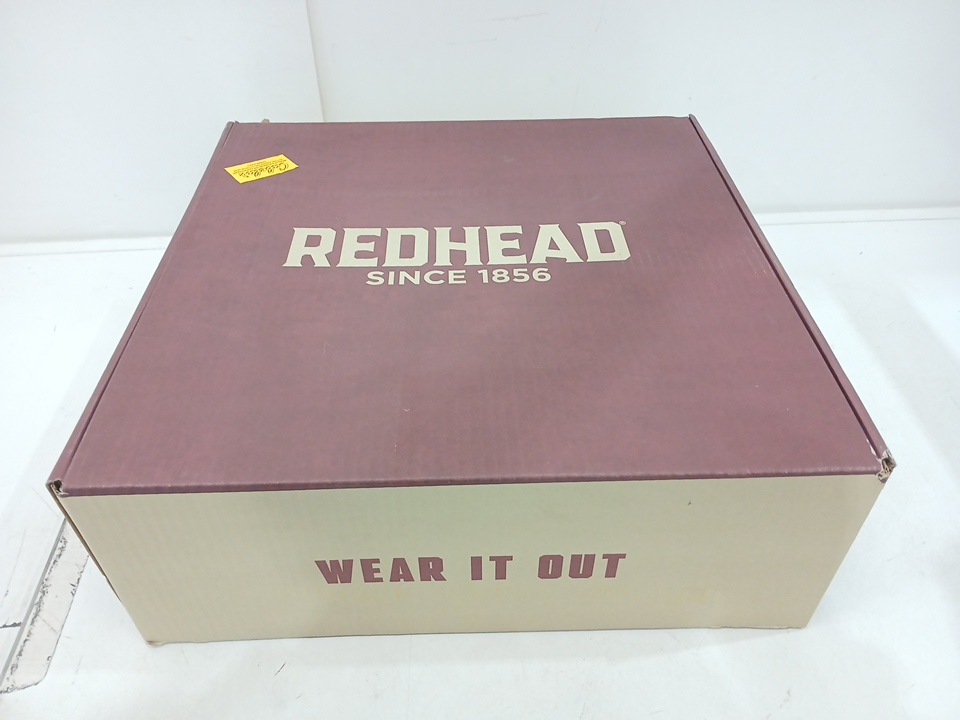 REDHEAD®
SINCE 1856
WEAR IT OUT